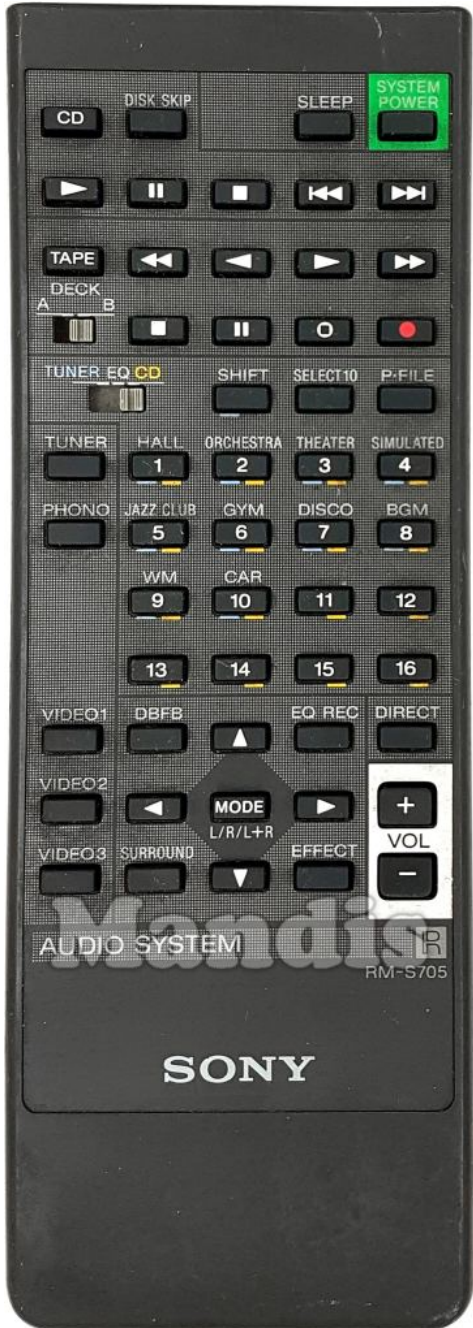 SYSTEM
DISK SKIP SLEEP POWER
CD
TAPE
DECK
A B
TUNER EQ CD SHIFT SELECT10 P·FILE
TUNER HALL ORCHESTRA THEATER SIMULATED
1 2 3 4
PHONO JAZZ CLUB GYM DISCO BGM
5 6 7 8
WM CAR
9 10 11 12
13 14 15 16
VIDEO1 DBFB EQ REC DIRECT
VIDEO2
MODE +
L/R/L+R VOL
VIDEO3 SURROUND EFFECT
−
Mandis
AUDIO SYSTEM R
RM-S705
SONY